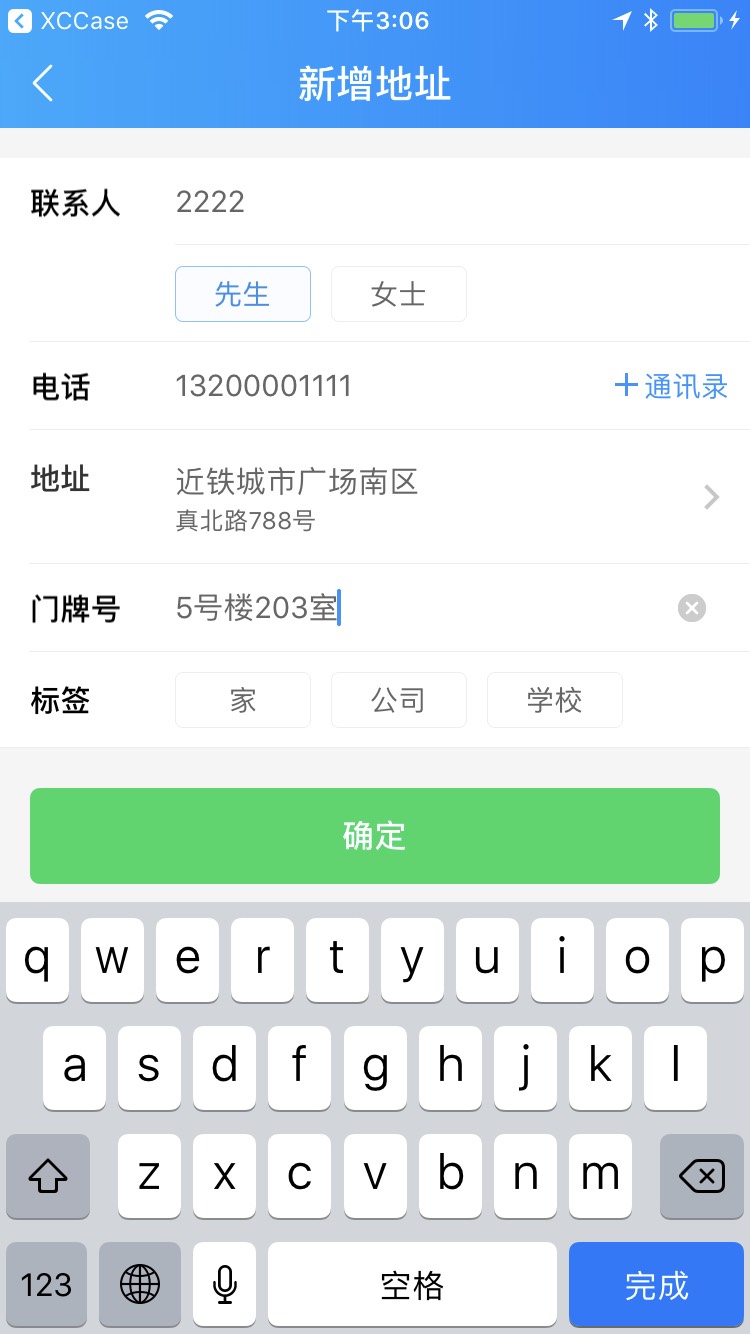 XCCase 下午3:06
新增地址
联系人 2222
先生 女士
电话 13200001111 +通讯录
地址 近铁城市广场南区
真北路788号
门牌号 5号楼203室
标签 家 公司 学校
确定
q w e r t y u i o p
a s d f g h j k l
z x c v b n m
123 空格 完成